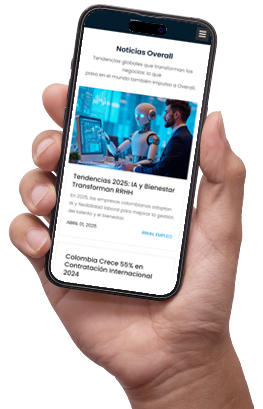 Noticias Overall
Tendencias globales que transforman los
negocios: lo que
pasa en el mundo también impulsa a Overall.
Tendencias 2025: IA y Bienestar
Transforman RRHH
En 2025, las empresas colombianas adoptan
IA y flexibilidad laboral para mejorar la gestión
del talento y el bienestar.
ABRIL 01, 2025
EMPLEO
Colombia Crece 55% en
Contratación Internacional
2024